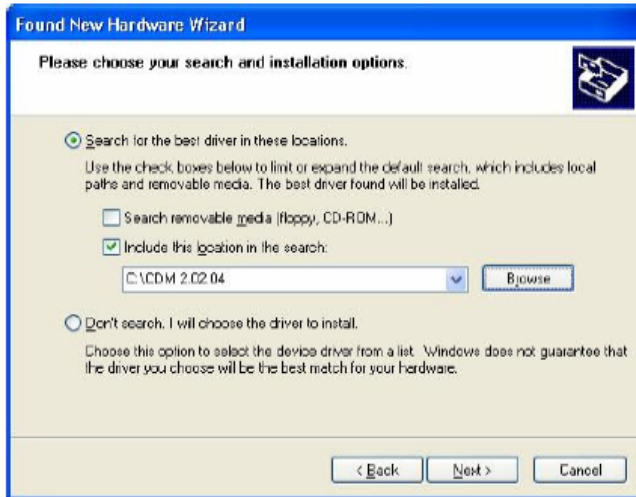 Found New Hardware Wizard
Please choose your search and installation options.
Search for the best driver in these locations.
Use the check boxes below to limit or expand the default search, which includes local
paths and removable media. The best driver found will be installed.
Search removable media (floppy, CD-ROM...)
Include this location in the search:
C:\CDM 2.02.04
Browse
Don't search. I will choose the driver to install.
Choose this option to select the device driver from a list. Windows does not guarantee that
the driver you choose will be the best match for your hardware.
< Back Next > Cancel